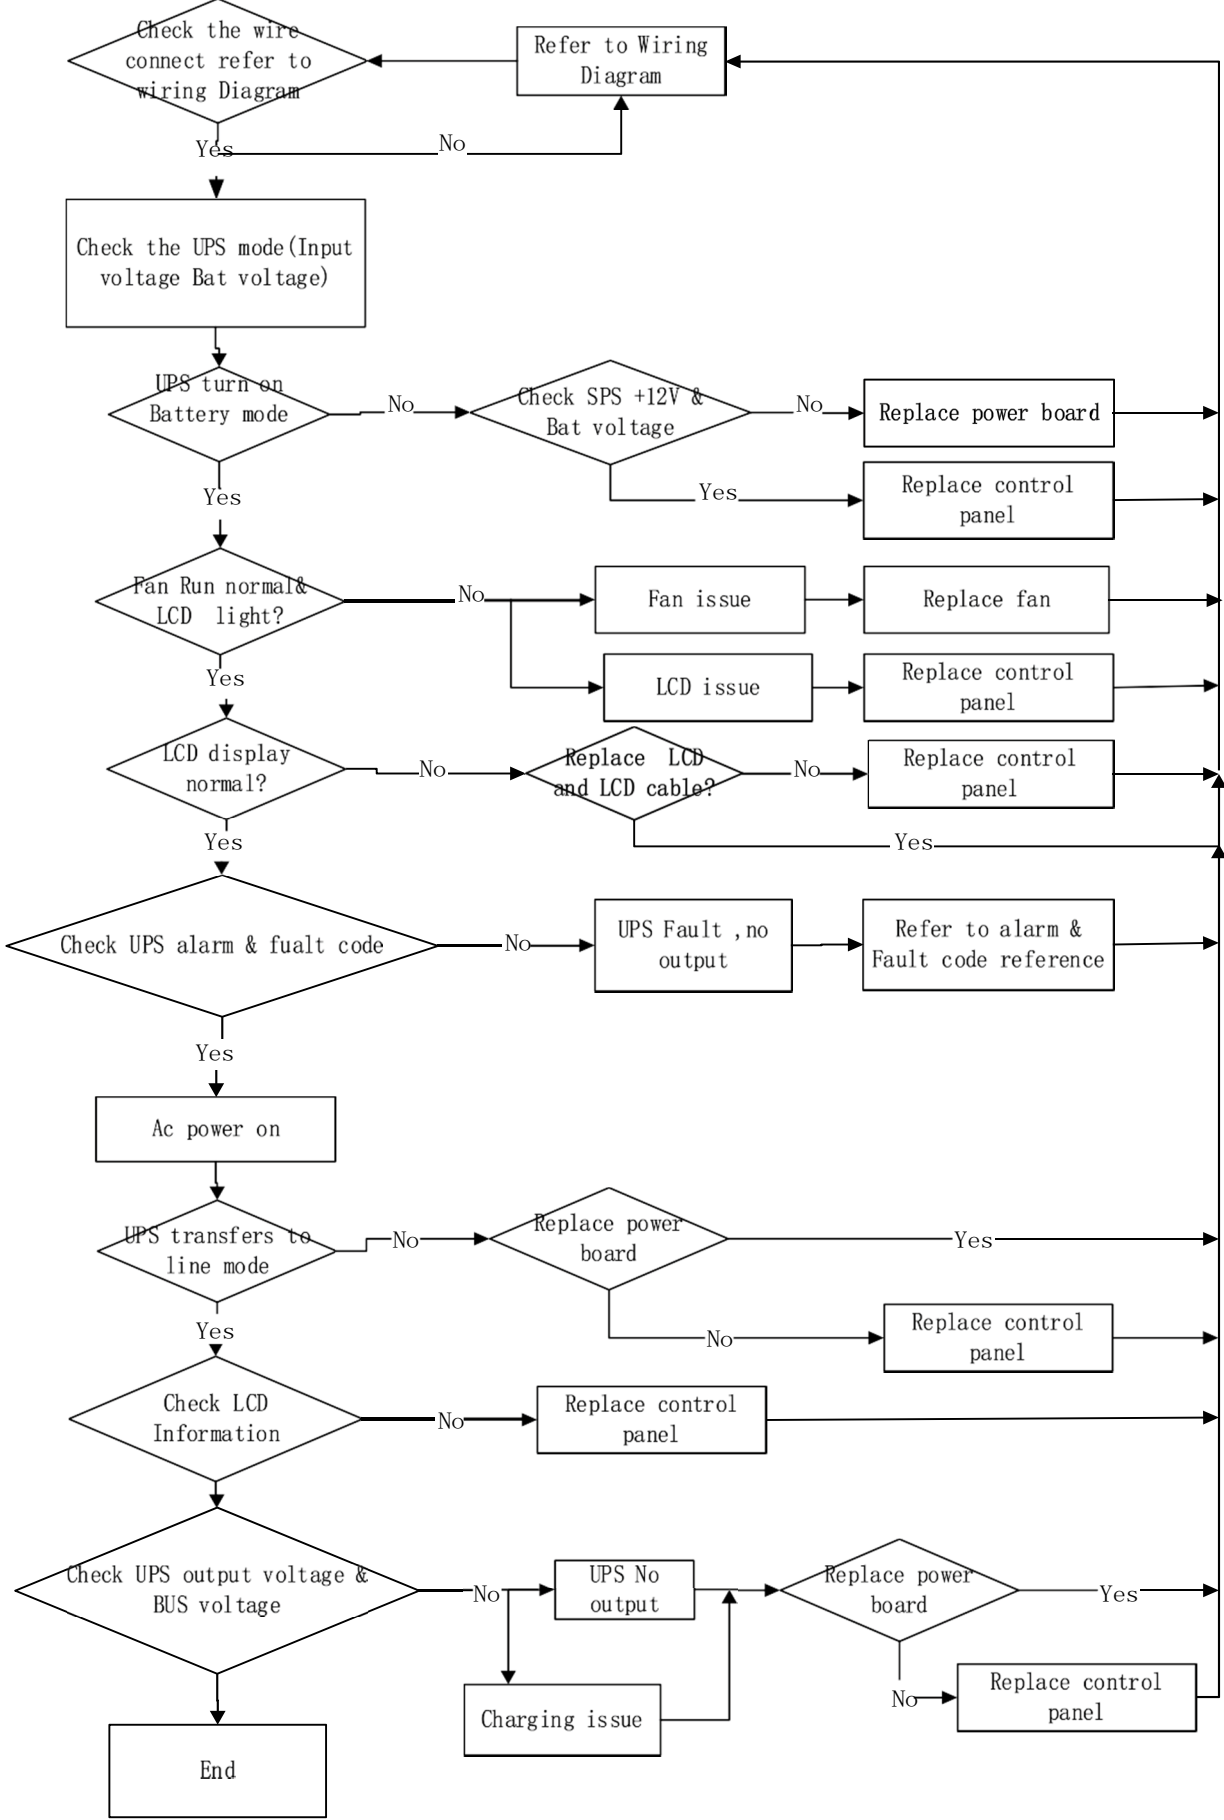 Check the wire
connect refer to
wiring Diagram
Refer to Wiring
Diagram
Yes
No
Check the UPS mode(Input
voltage Bat voltage)
UPS turn on
Battery mode
No
Check SPS +12V &
Bat voltage
No
Replace power board
Yes
Yes
Replace control
panel
Fan Run normal&
LCD light?
No
Fan issue
Replace fan
Yes
LCD issue
Replace control
panel
LCD display
normal?
No
Replace LCD
and LCD cable?
No
Replace control
panel
Yes
Yes
Check UPS alarm & fualt code
No
UPS Fault ,no
output
Refer to alarm &
Fault code reference
Yes
Ac power on
UPS transfers to
line mode
No
Replace power
board
Yes
Yes
No
Replace control
panel
Check LCD
Information
No
Replace control
panel
Check UPS output voltage &
BUS voltage
No
UPS No
output
Replace power
board
Yes
Charging issue
No
Replace control
panel
End